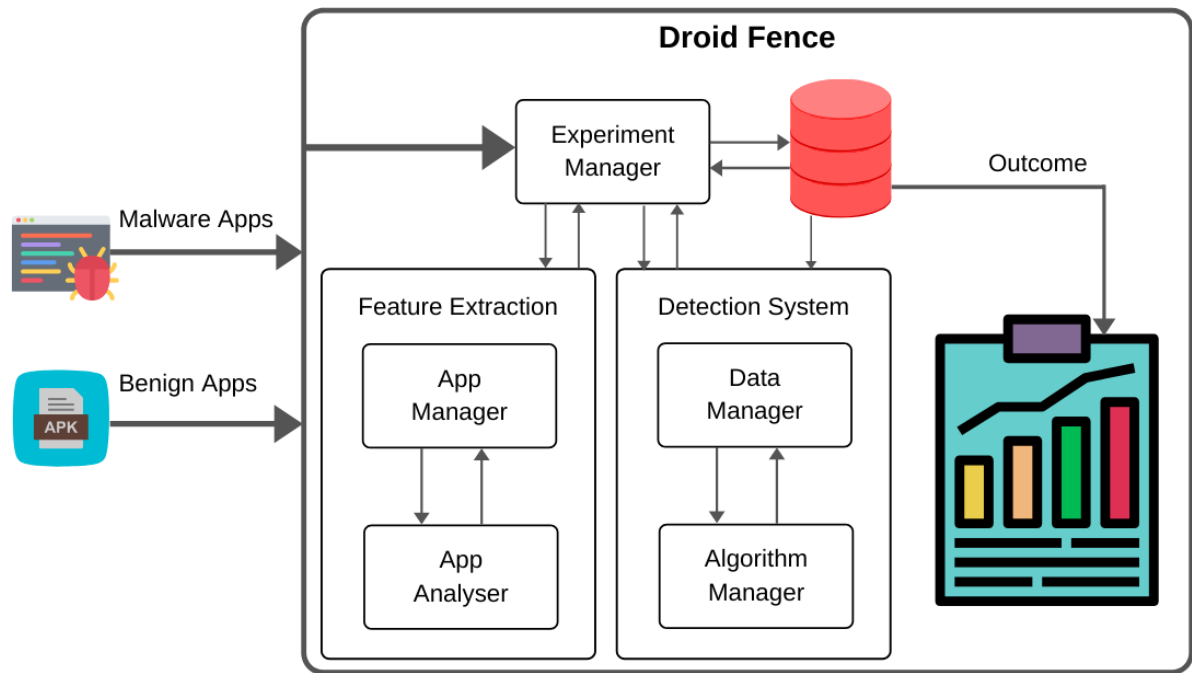 Droid Fence
Experiment
Manager
Outcome
Malware Apps
Feature Extraction
Detection System
App
Manager
Data
Manager
Benign Apps
APK
App
Analyser
Algorithm
Manager